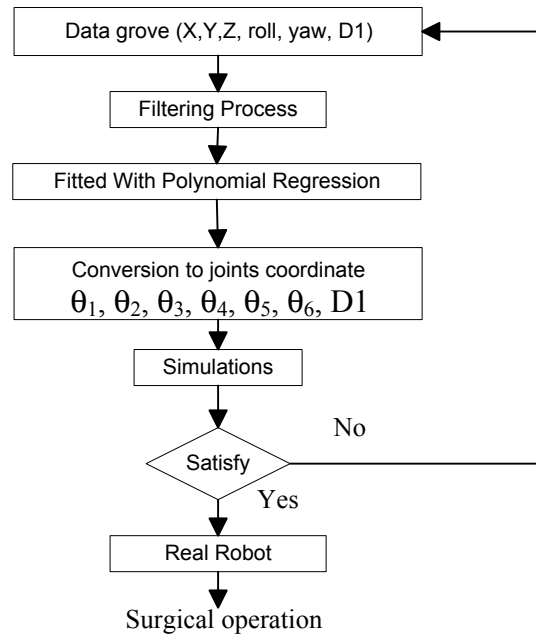 Data grove (X,Y,Z, roll, yaw, D1)
Filtering Process
Fitted With Polynomial Regression
Conversion to joints coordinate
θ₁, θ₂, θ₃, θ₄, θ₅, θ₆, D1
Simulations
No
Satisfy
Yes
Real Robot
Surgical operation